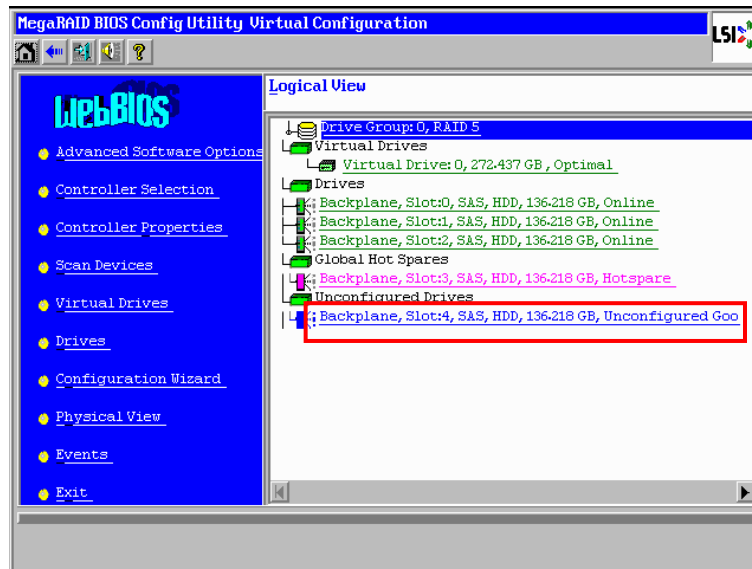 MegaRAID BIOS Config Utility Virtual Configuration
LSI
WebBIOS
Advanced Software Options
Controller Selection
Controller Properties
Scan Devices
Virtual Drives
Drives
Configuration Wizard
Physical View
Events
Exit
Logical View
Drive Group: 0, RAID 5
Virtual Drives
Virtual Drive: 0, 272.437 GB , Optimal
Drives
Backplane, Slot:0, SAS, HDD, 136.218 GB, Online
Backplane, Slot:1, SAS, HDD, 136.218 GB, Online
Backplane, Slot:2, SAS, HDD, 136.218 GB, Online
Global Hot Spares
Backplane, Slot:3, SAS, HDD, 136.218 GB, Hotspare
Unconfigured Drives
Backplane, Slot:4, SAS, HDD, 136.218 GB, Unconfigured Goo